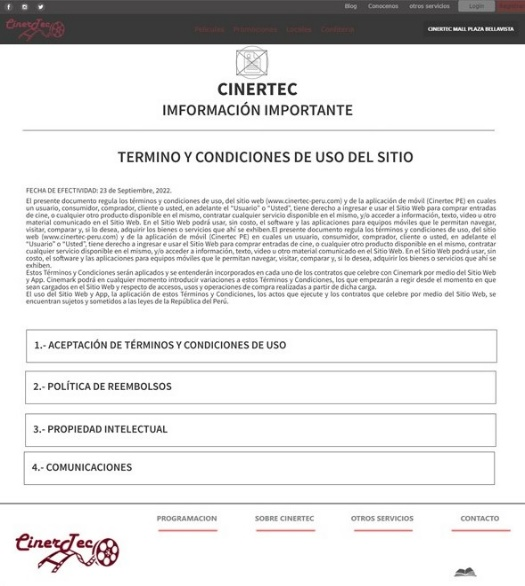 Blog Conocenos otros servicios Login
CinerTec
Peliculas Promociones Locales Confiteria
CINERTEC MALL PLAZA BELLAVISTA
CINERTEC
IMFORMACIÓN IMPORTANTE
TERMINO Y CONDICIONES DE USO DEL SITIO
FECHA DE EFECTIVIDAD: 23 de Septiembre, 2022.
El presente documento regula los términos y condiciones de uso, del sitio web (www.cinertec-peru.com) y de la aplicación de móvil (Cinertec PE) en cuales
un usuario, consumidor, comprador, cliente o usted, en adelante el "Usuario" o "Usted", tiene derecho a ingresar e usar el Sitio Web para comprar entradas
de cine, o cualquier otro producto disponible en el mismo, contratar cualquier servicio disponible en el mismo, y/o acceder a información, texto, video u otro
material comunicado en el Sitio Web. En el Sitio Web podrá usar, sin costo, el software y las aplicaciones para equipos móviles que le permitan navegar,
visitar, comparar y, si lo desea, adquirir los bienes o servicios que ahí se exhiben.El presente documento regula los términos y condiciones de uso, del sitio
web (www.cinertec-peru.com) y de la aplicación de móvil (Cinertec PE) en cuales un usuario, consumidor, comprador, cliente o usted, en adelante el
"Usuario" o "Usted", tiene derecho a ingresar e usar el Sitio Web para comprar entradas de cine, o cualquier otro producto disponible en el mismo, contratar
cualquier servicio disponible en el mismo, y/o acceder a información, texto, video u otro material comunicado en el Sitio Web. En el Sitio Web podrá usar, sin
costo, el software y las aplicaciones para equipos móviles que le permitan navegar, visitar, comparar y, si lo desea, adquirir los bienes o servicios que ahí se
exhiben.
Estos Términos y Condiciones serán aplicados y se entenderán incorporados en cada uno de los contratos que celebre con Cinemark por medio del Sitio Web
y App. Cinemark podrá en cualquier momento introducir variaciones a estos Términos y Condiciones, los que empezarán a regir desde el momento en que
sean cargados en el Sitio Web y respecto de accesos, usos y operaciones de compra realizadas a partir de dicha carga.
El uso del Sitio Web y App, la aplicación de estos Términos y Condiciones, los actos que ejecute y los contratos que celebre por medio del Sitio Web, se
encuentran sujetos y sometidos a las leyes de la República del Perú.
1.- ACEPTACIÓN DE TÉRMINOS Y CONDICIONES DE USO
2.- POLÍTICA DE REEMBOLSOS
3.- PROPIEDAD INTELECTUAL
4.- COMUNICACIONES
PROGRAMACION SOBRE CINERTEC OTROS SERVICIOS CONTACTO
CinerTec